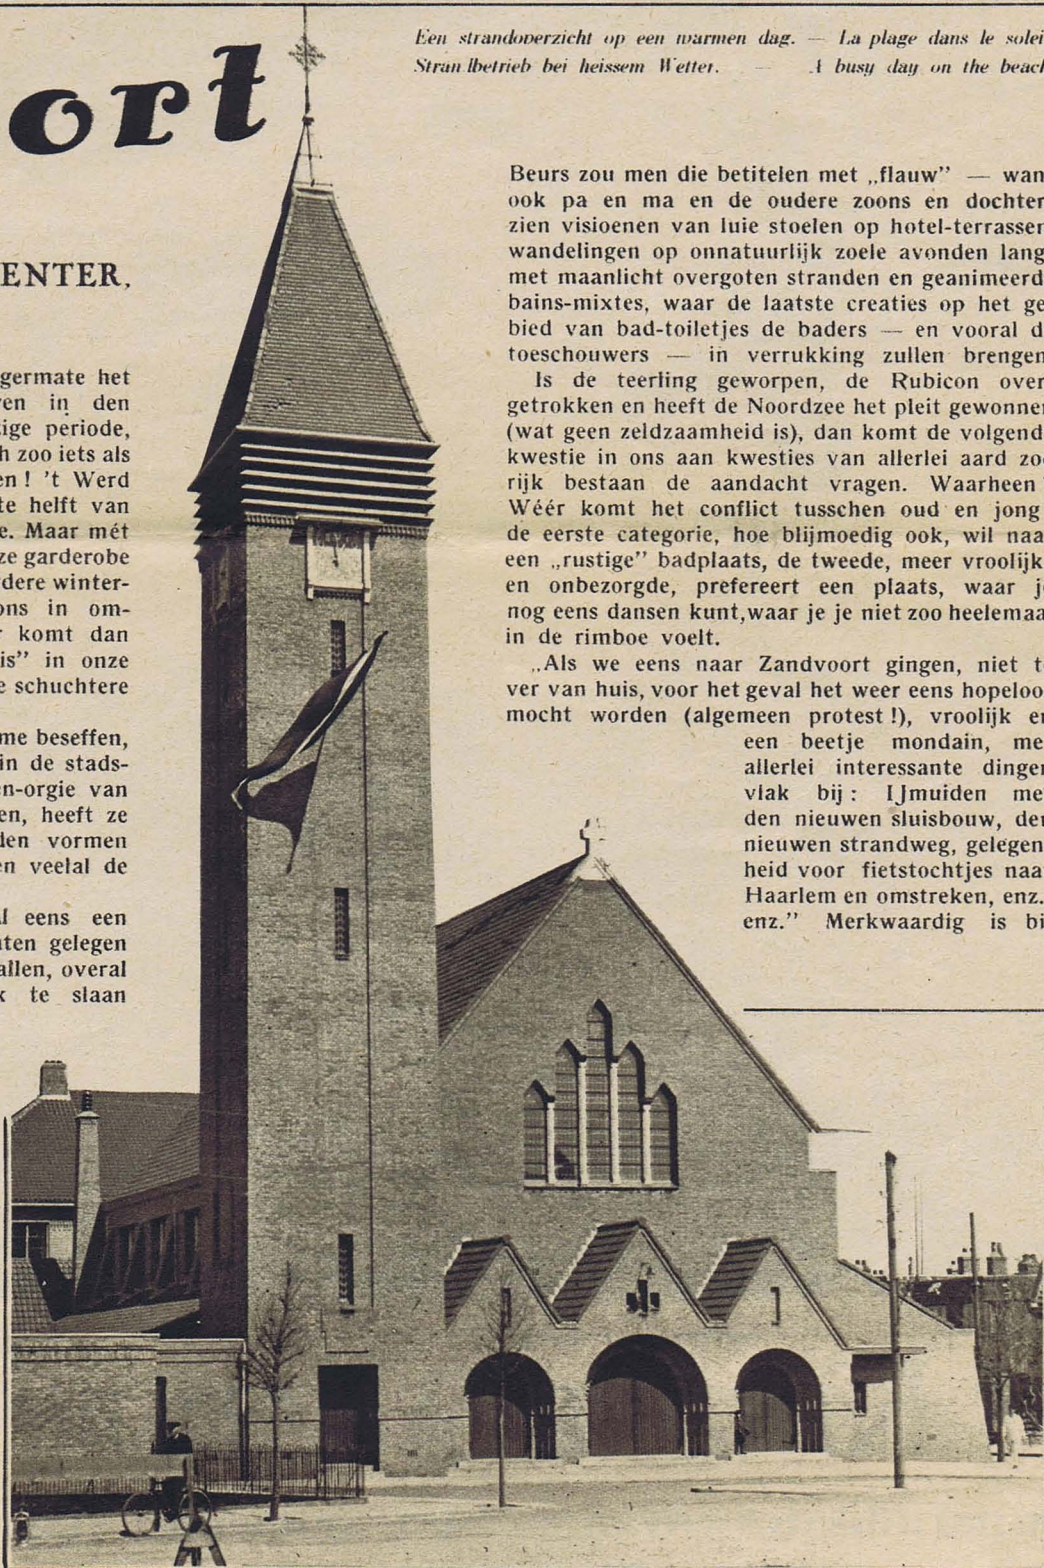 ort
Een strandoverzicht op een warmen dag. — La plage dans le solei
Strandbetrieb bei heissem Wetter. — A busy day on the beach
ENTER,
germate het
en in den
ige periode,
h zoo iets als
en! 't Werd
te helft van
e. Maar mét
ze garderobe
dere winter-
ons in om-
r komt dan
is” in onze
e schuchtere
me beseffen,
in de stads-
en-orgie van
en, heeft ze
den vormen
en veelal de
l eens een
ten gelegen
allen, overal
k te slaan
Beurs zou men die betitelen met „flauw” — wan
ook pa en ma en de oudere zoons en dochter
zien visioenen van luie stoelen op hotel-terrassen
wandelingen op onnatuurlijk zoele avonden lang
met maanlicht overgoten stranden en geanimeerd
bains-mixtes, waar de laatste creaties op het ge
bied van bad-toiletjes de baders — en vooral d
toeschouwers — in verrukking zullen brengen
Is de teerling geworpen, de Rubicon over
getrokken en heeft de Noordzee het pleit gewonnen
(wat geen zeldzaamheid is), dan komt de volgend
kwestie in ons aan kwesties van allerlei aard zoo
rijk bestaan de aandacht vragen. Waarheen?
Wéér komt het conflict tusschen oud en jong
de eerste categorie, hoe blijmoedig ook, wil naa
een „rustige” badplaats, de tweede, meer vroolijk
en onbezorgde, prefereert een plaats, waar je
nog eens dansen kunt, waar je je niet zoo heelemaa
in de rimboe voelt.
„Als we eens naar Zandvoort gingen, niet te
ver van huis, voor het geval het weer eens hopeloo
mocht worden (algemeen protest!), vroolijk en
een beetje mondain, me
allerlei interessante dingen
vlak bij: IJmuiden me
den nieuwen sluisbouw, den
nieuwen strandweg, gelegen
heid voor fietstochtjes naa
Haarlem en omstreken, enz.
enz.” Merkwaardig is bi